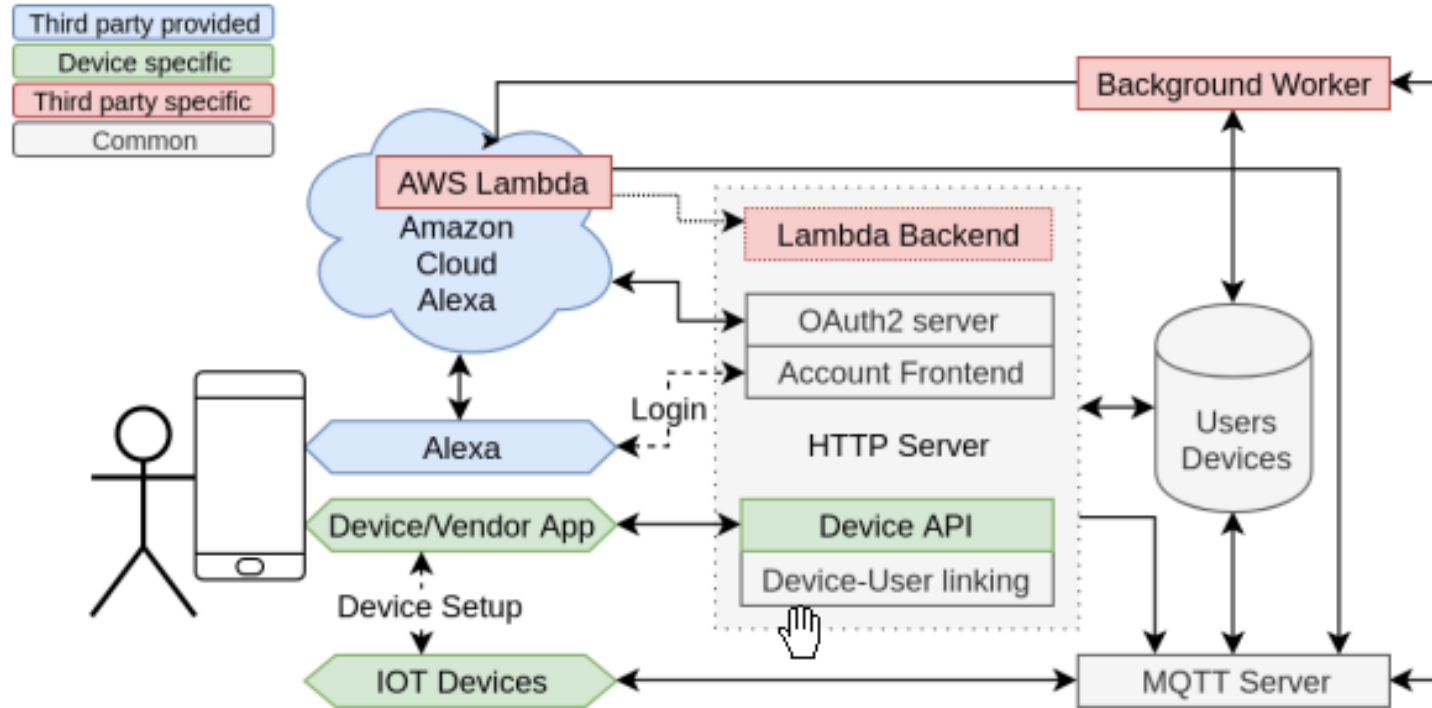 Third party provided
Device specific
Third party specific
Common
Background Worker
AWS Lambda
Amazon
Cloud
Alexa
Lambda Backend
OAuth2 server
Account Frontend
Login
Alexa
HTTP Server
Users
Devices
Device/Vendor App
Device API
Device-User linking
Device Setup
IOT Devices
MQTT Server